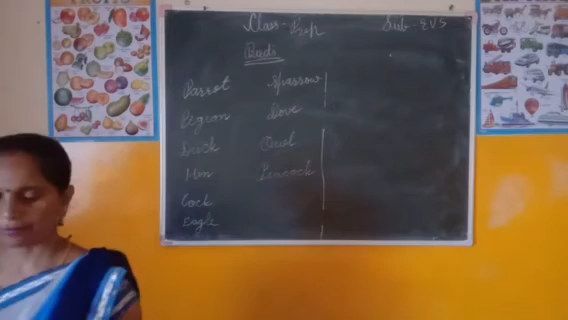 Class - Prep Sub - EVS
Birds
Parrot Sparrow
Pigeon Dove
Duck Owl
Hen Peacock
Cock
Eagle